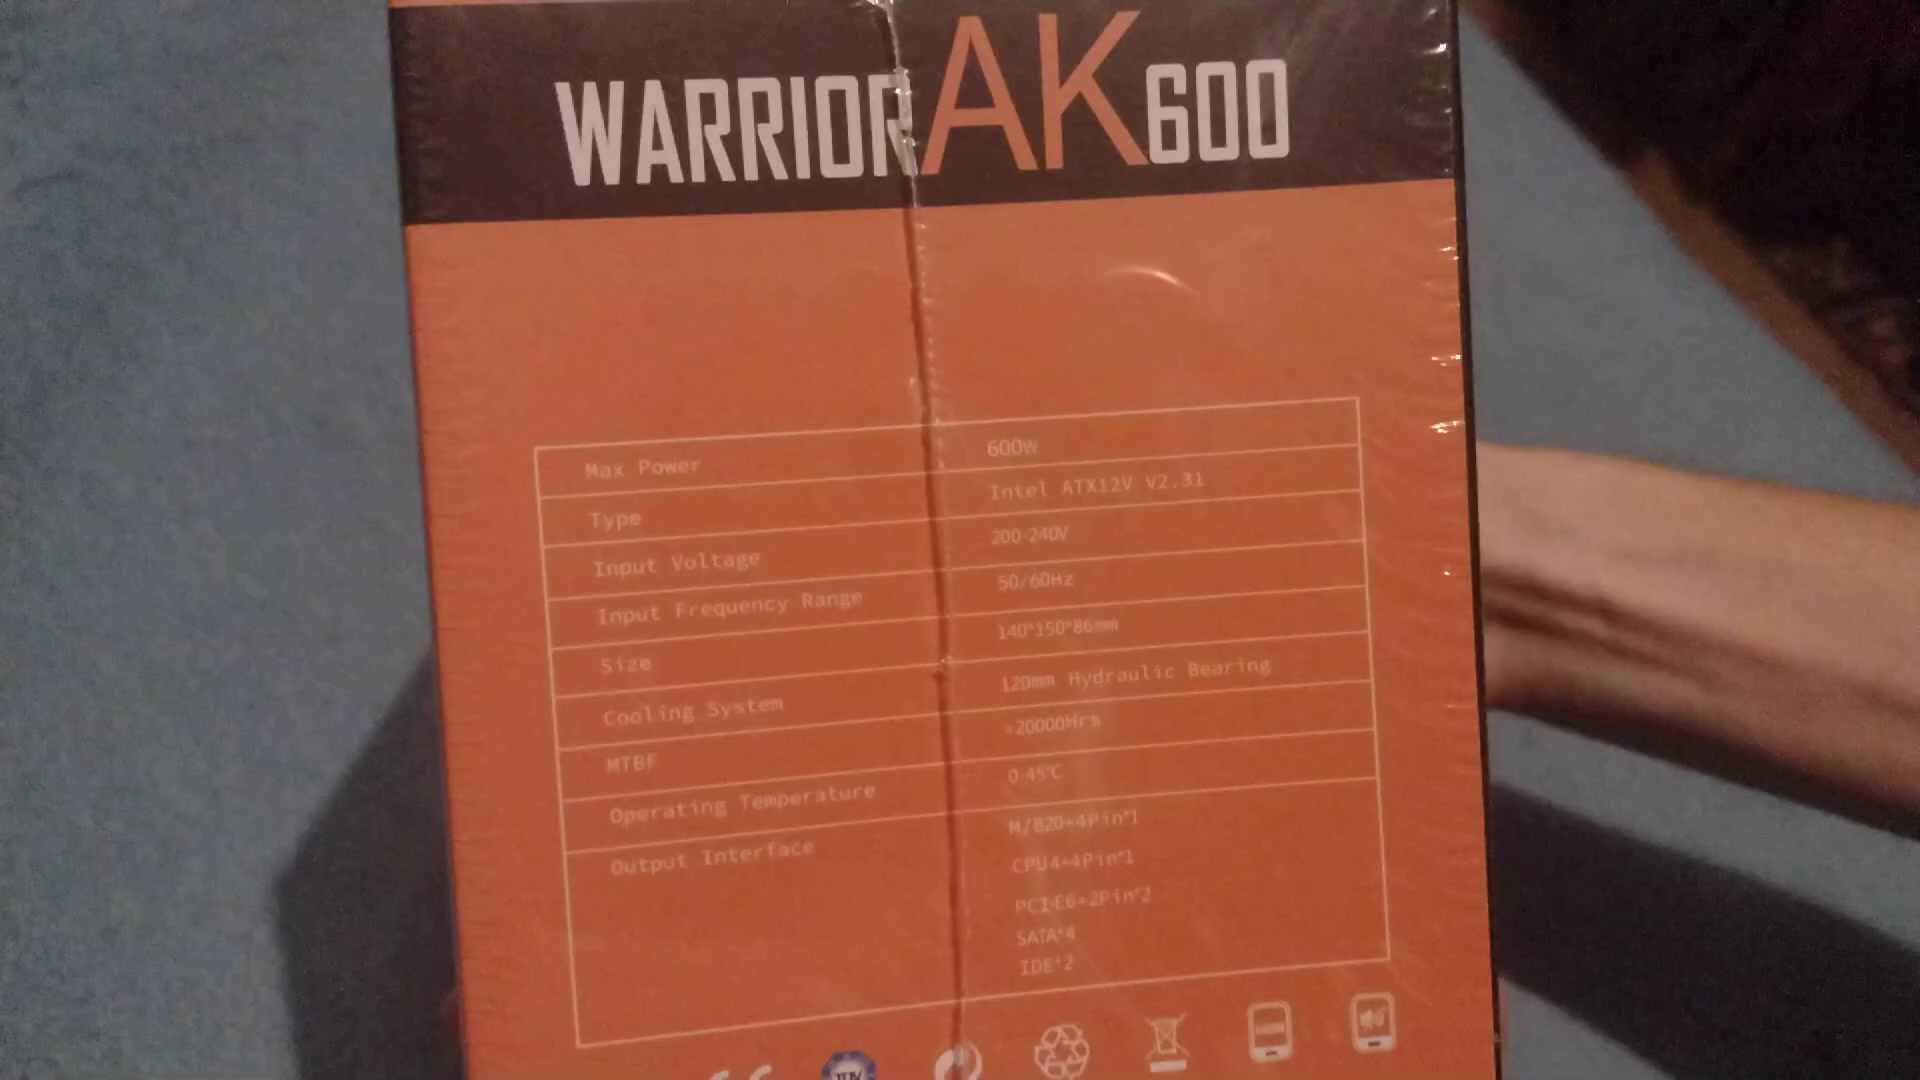 WARRIOR AK600
Max Power 600W
Type Intel ATX12V V2.31
Input Voltage 200-240V
Input Frequency Range 50/60Hz
Size 140*150*86mm
Cooling System 120mm Hydraulic Bearing
MTBF >20000Hrs
Operating Temperature 0-45℃
Output Interface M/B20+4Pin*1
CPU4+4Pin*1
PCI-E6+2Pin*2
SATA*4
IDE*2